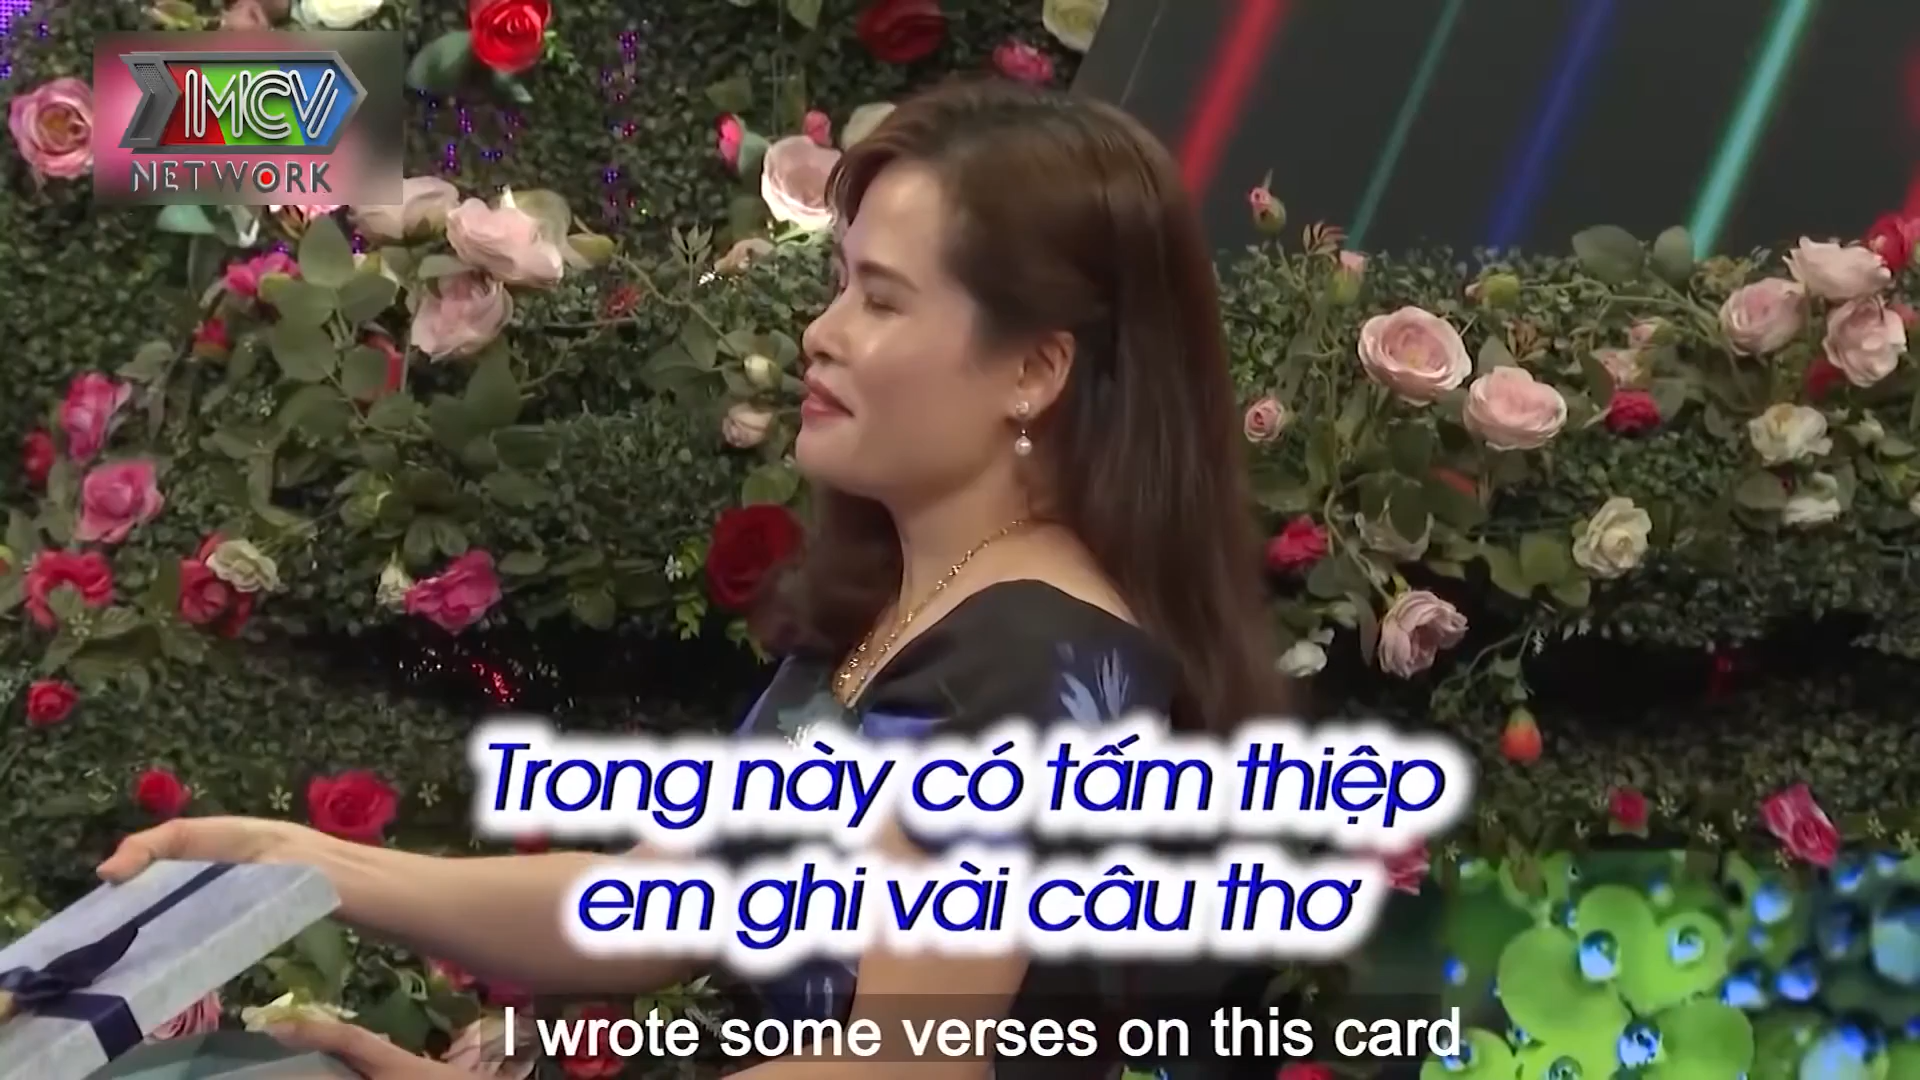 MCV
NETWORK
Trong này có tấm thiệp
em ghi vài câu thơ
I wrote some verses on this card